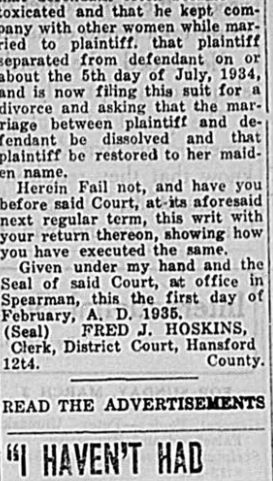 toxicated and that he kept com-
pany with other women while mar-
ried to plaintiff. that plaintiff
separated from defendant on or
about the 5th day of July, 1934,
and is now filing this suit for a
divorce and asking that the mar-
riage between plaintiff and de-
fendant be dissolved and that
plaintiff be restored to her maid-
en name.
Herein Fail not, and have you
before said Court, at its aforesaid
next regular term, this writ with
your return thereon, showing how
you have executed the same.
Given under my hand and the
Seal of said Court, at office in
Spearman, this the first day of
February, A. D. 1935.
(Seal) FRED J. HOSKINS,
Clerk, District Court, Hansford
12t4. County.
READ THE ADVERTISEMENTS
"I HAVEN'T HAD